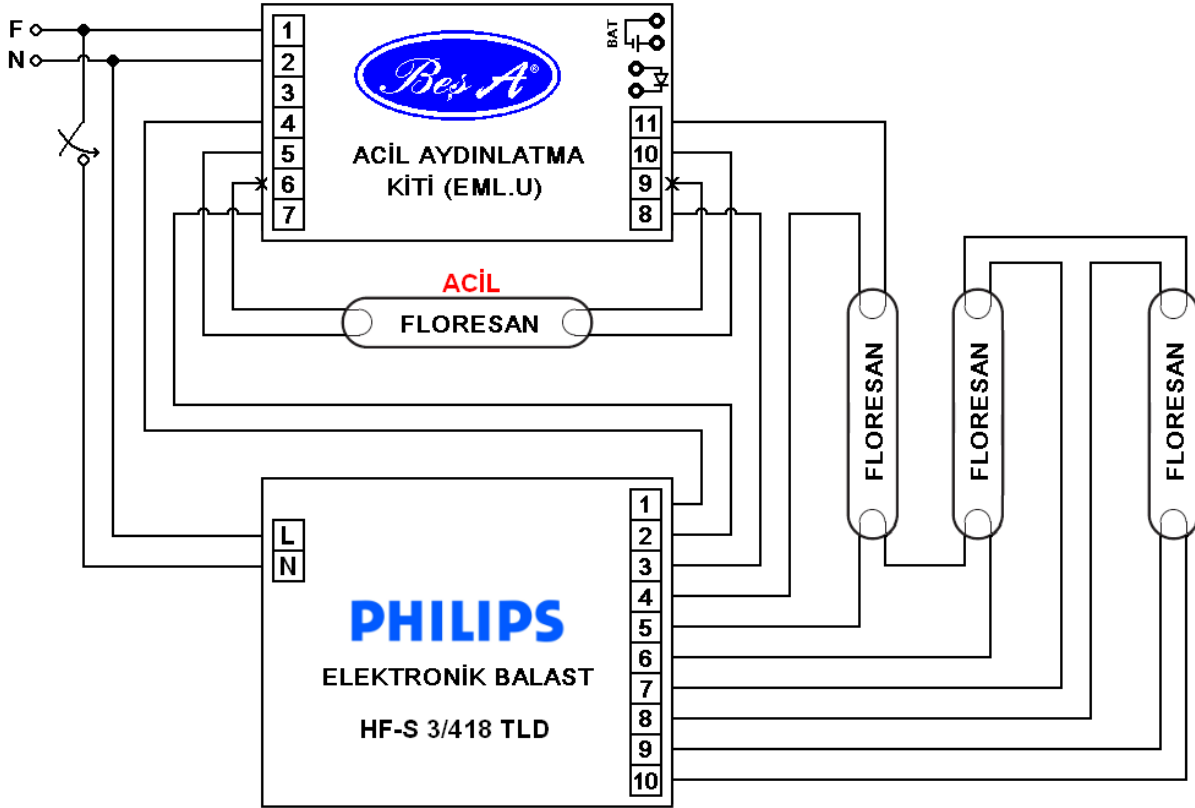 F
N
1
2
3
4
5
6
7
Beş A®
ACİL AYDINLATMA
KİTİ (EML.U)
BAT
11
10
9
8
ACİL
FLORESAN
FLORESAN
FLORESAN
FLORESAN
L
N
PHILIPS
ELEKTRONİK BALAST
HF-S 3/418 TLD
1
2
3
4
5
6
7
8
9
10